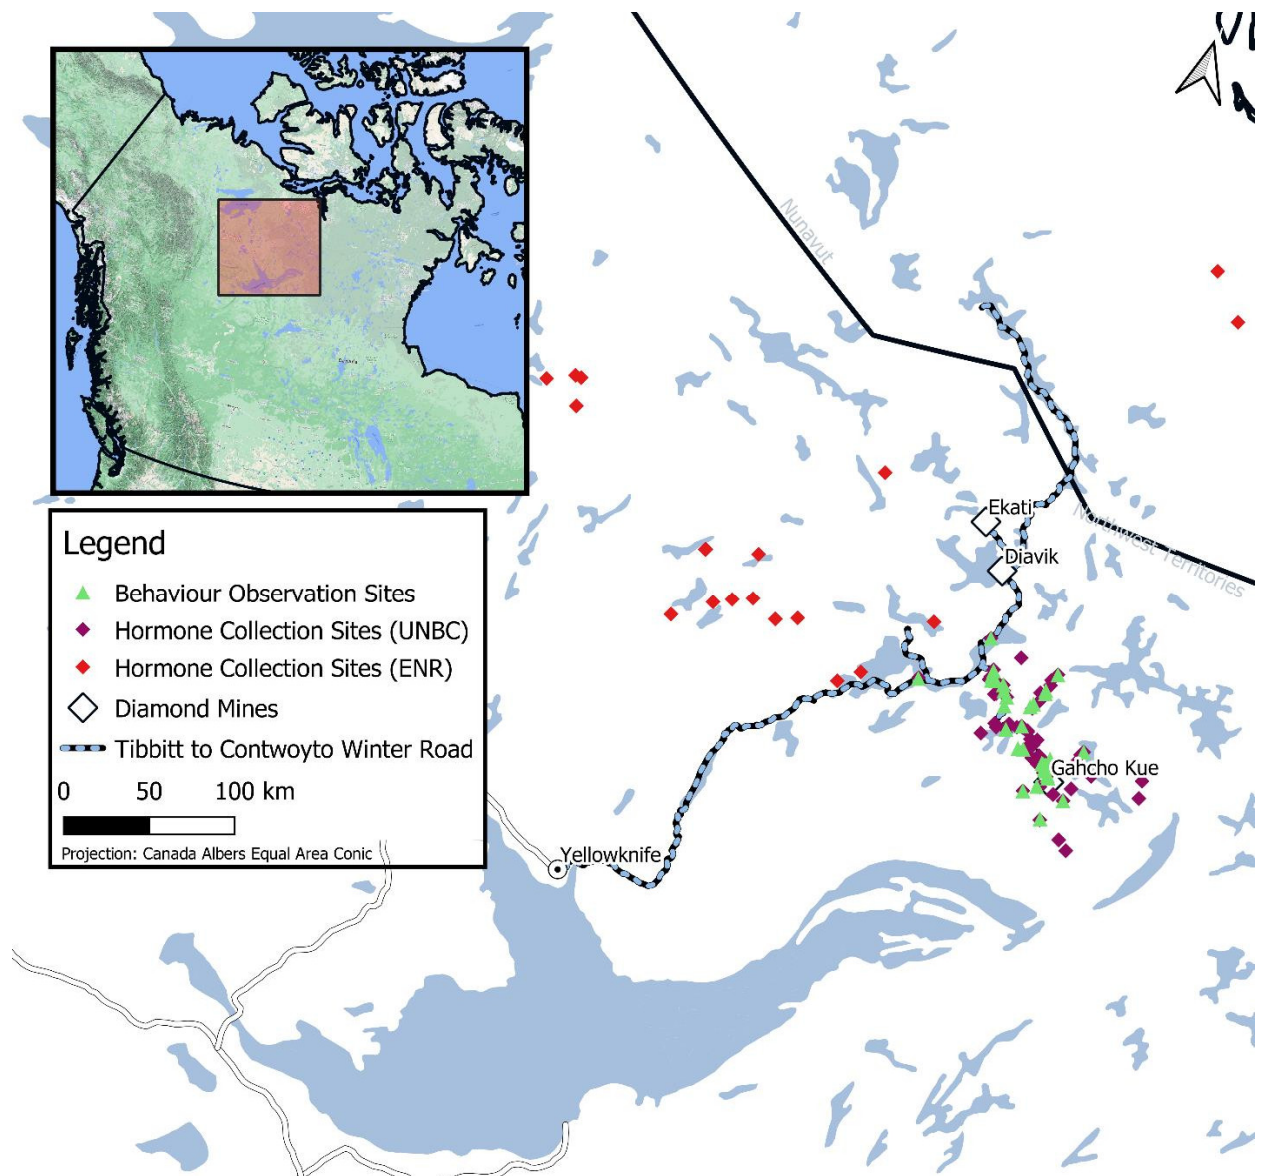 Nunavut
Ekati
Diavik
Northwest Territories
Legend
Behaviour Observation Sites
Hormone Collection Sites (UNBC)
Hormone Collection Sites (ENR)
Diamond Mines
Tibbitt to Contwoyto Winter Road
0 50 100 km
Projection: Canada Albers Equal Area Conic
Gahcho Kue
Yellowknife